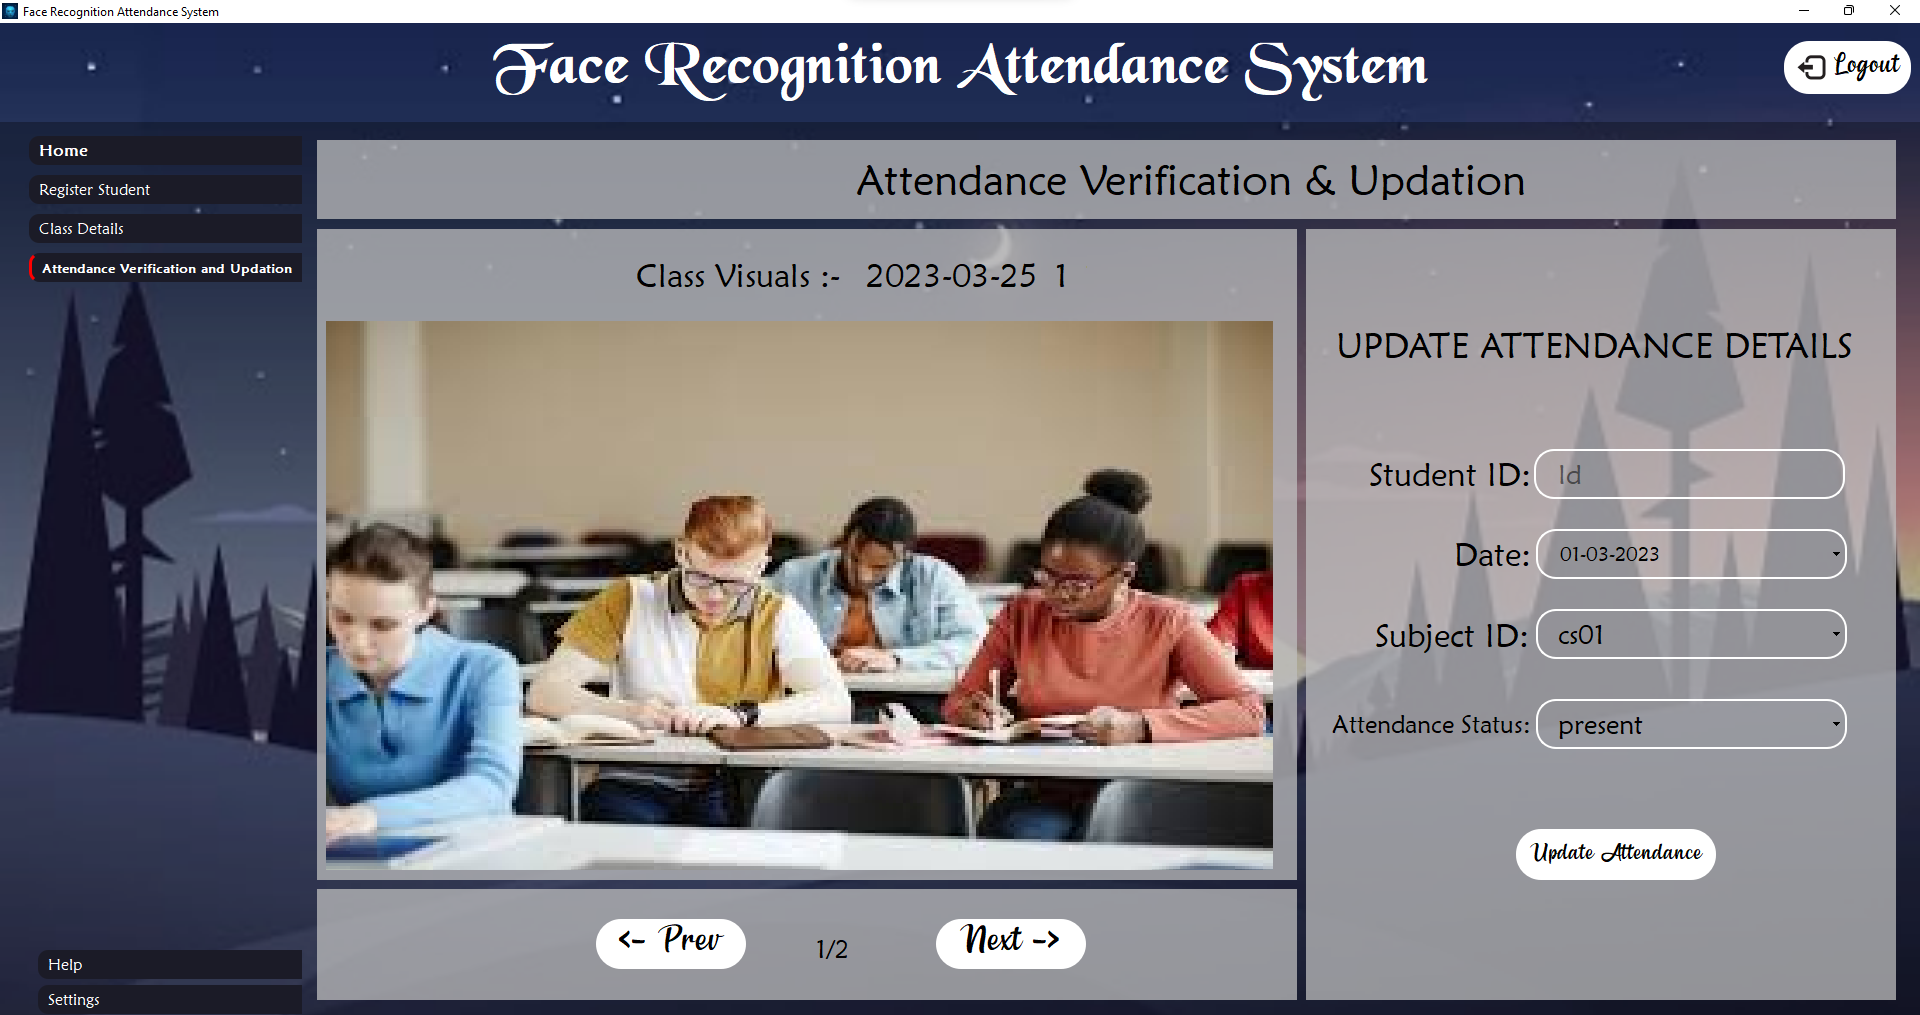 Face Recognition Attendance System
Face Recognition Attendance System
Logout
Home
Register Student
Class Details
Attendance Verification and Updation
Attendance Verification & Updation
Class Visuals :- 2023-03-25 1
UPDATE ATTENDANCE DETAILS
Student ID: Id
Date: 01-03-2023
Subject ID: cs01
Attendance Status: present
Update Attendance
<- Prev
1/2
Next ->
Help
Settings